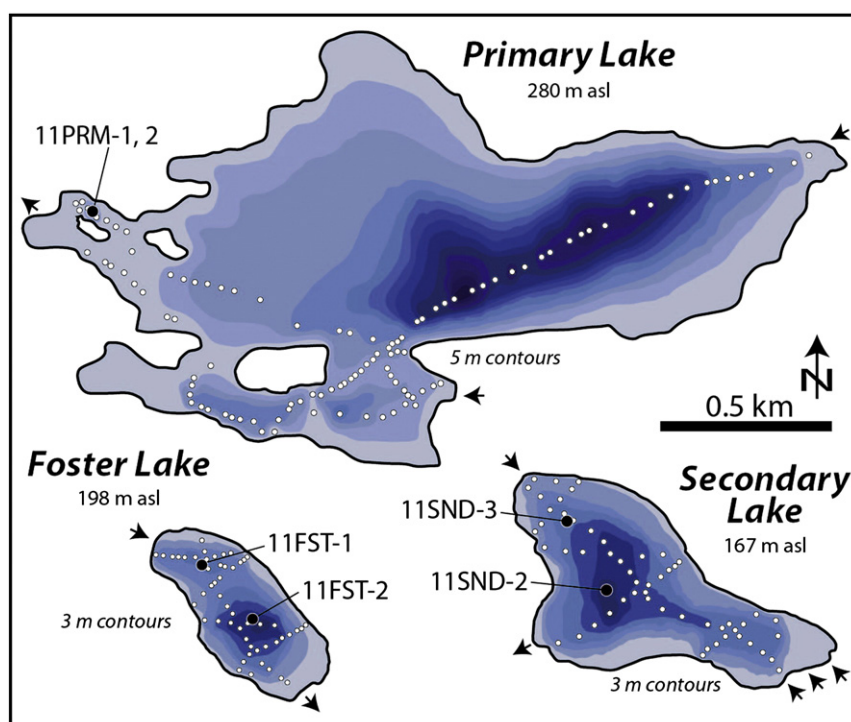 Primary Lake
280 m asl
11PRM-1, 2
5 m contours
N
0.5 km
Foster Lake
198 m asl
11FST-1
11FST-2
3 m contours
Secondary
Lake
167 m asl
11SND-3
11SND-2
3 m contours